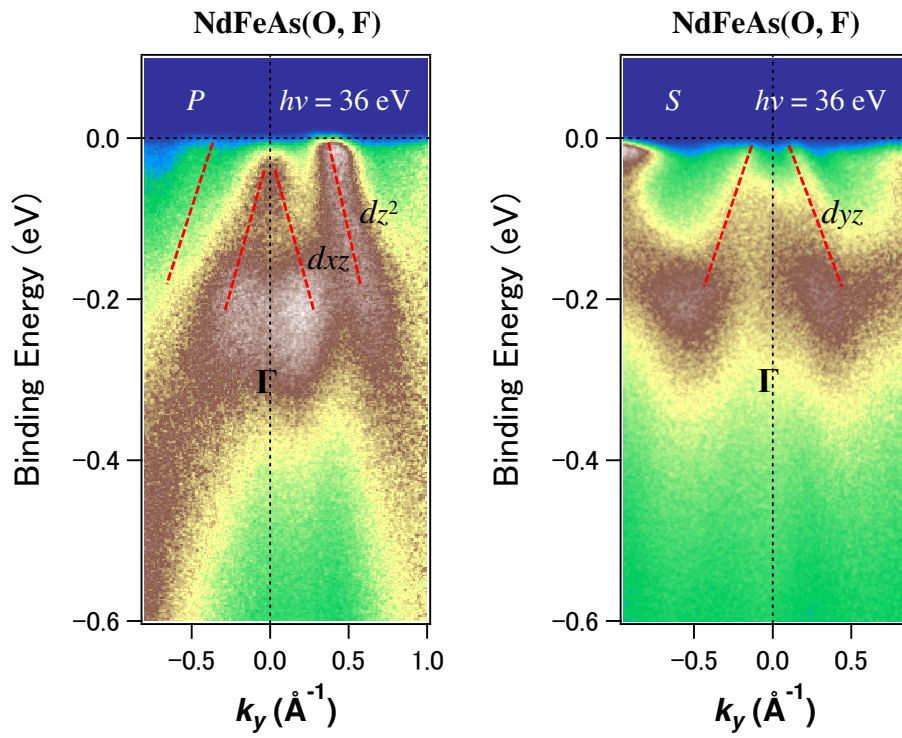 NdFeAs(O, F)
P
hν = 36 eV
0.0
−0.2
−0.4
−0.6
Binding Energy (eV)
dz²
dxz
Γ
−0.5
0.0
0.5
1.0
k_y (Å⁻¹)
NdFeAs(O, F)
S
hν = 36 eV
0.0
−0.2
−0.4
−0.6
Binding Energy (eV)
dyz
Γ
−0.5
0.0
0.5
k_y (Å⁻¹)